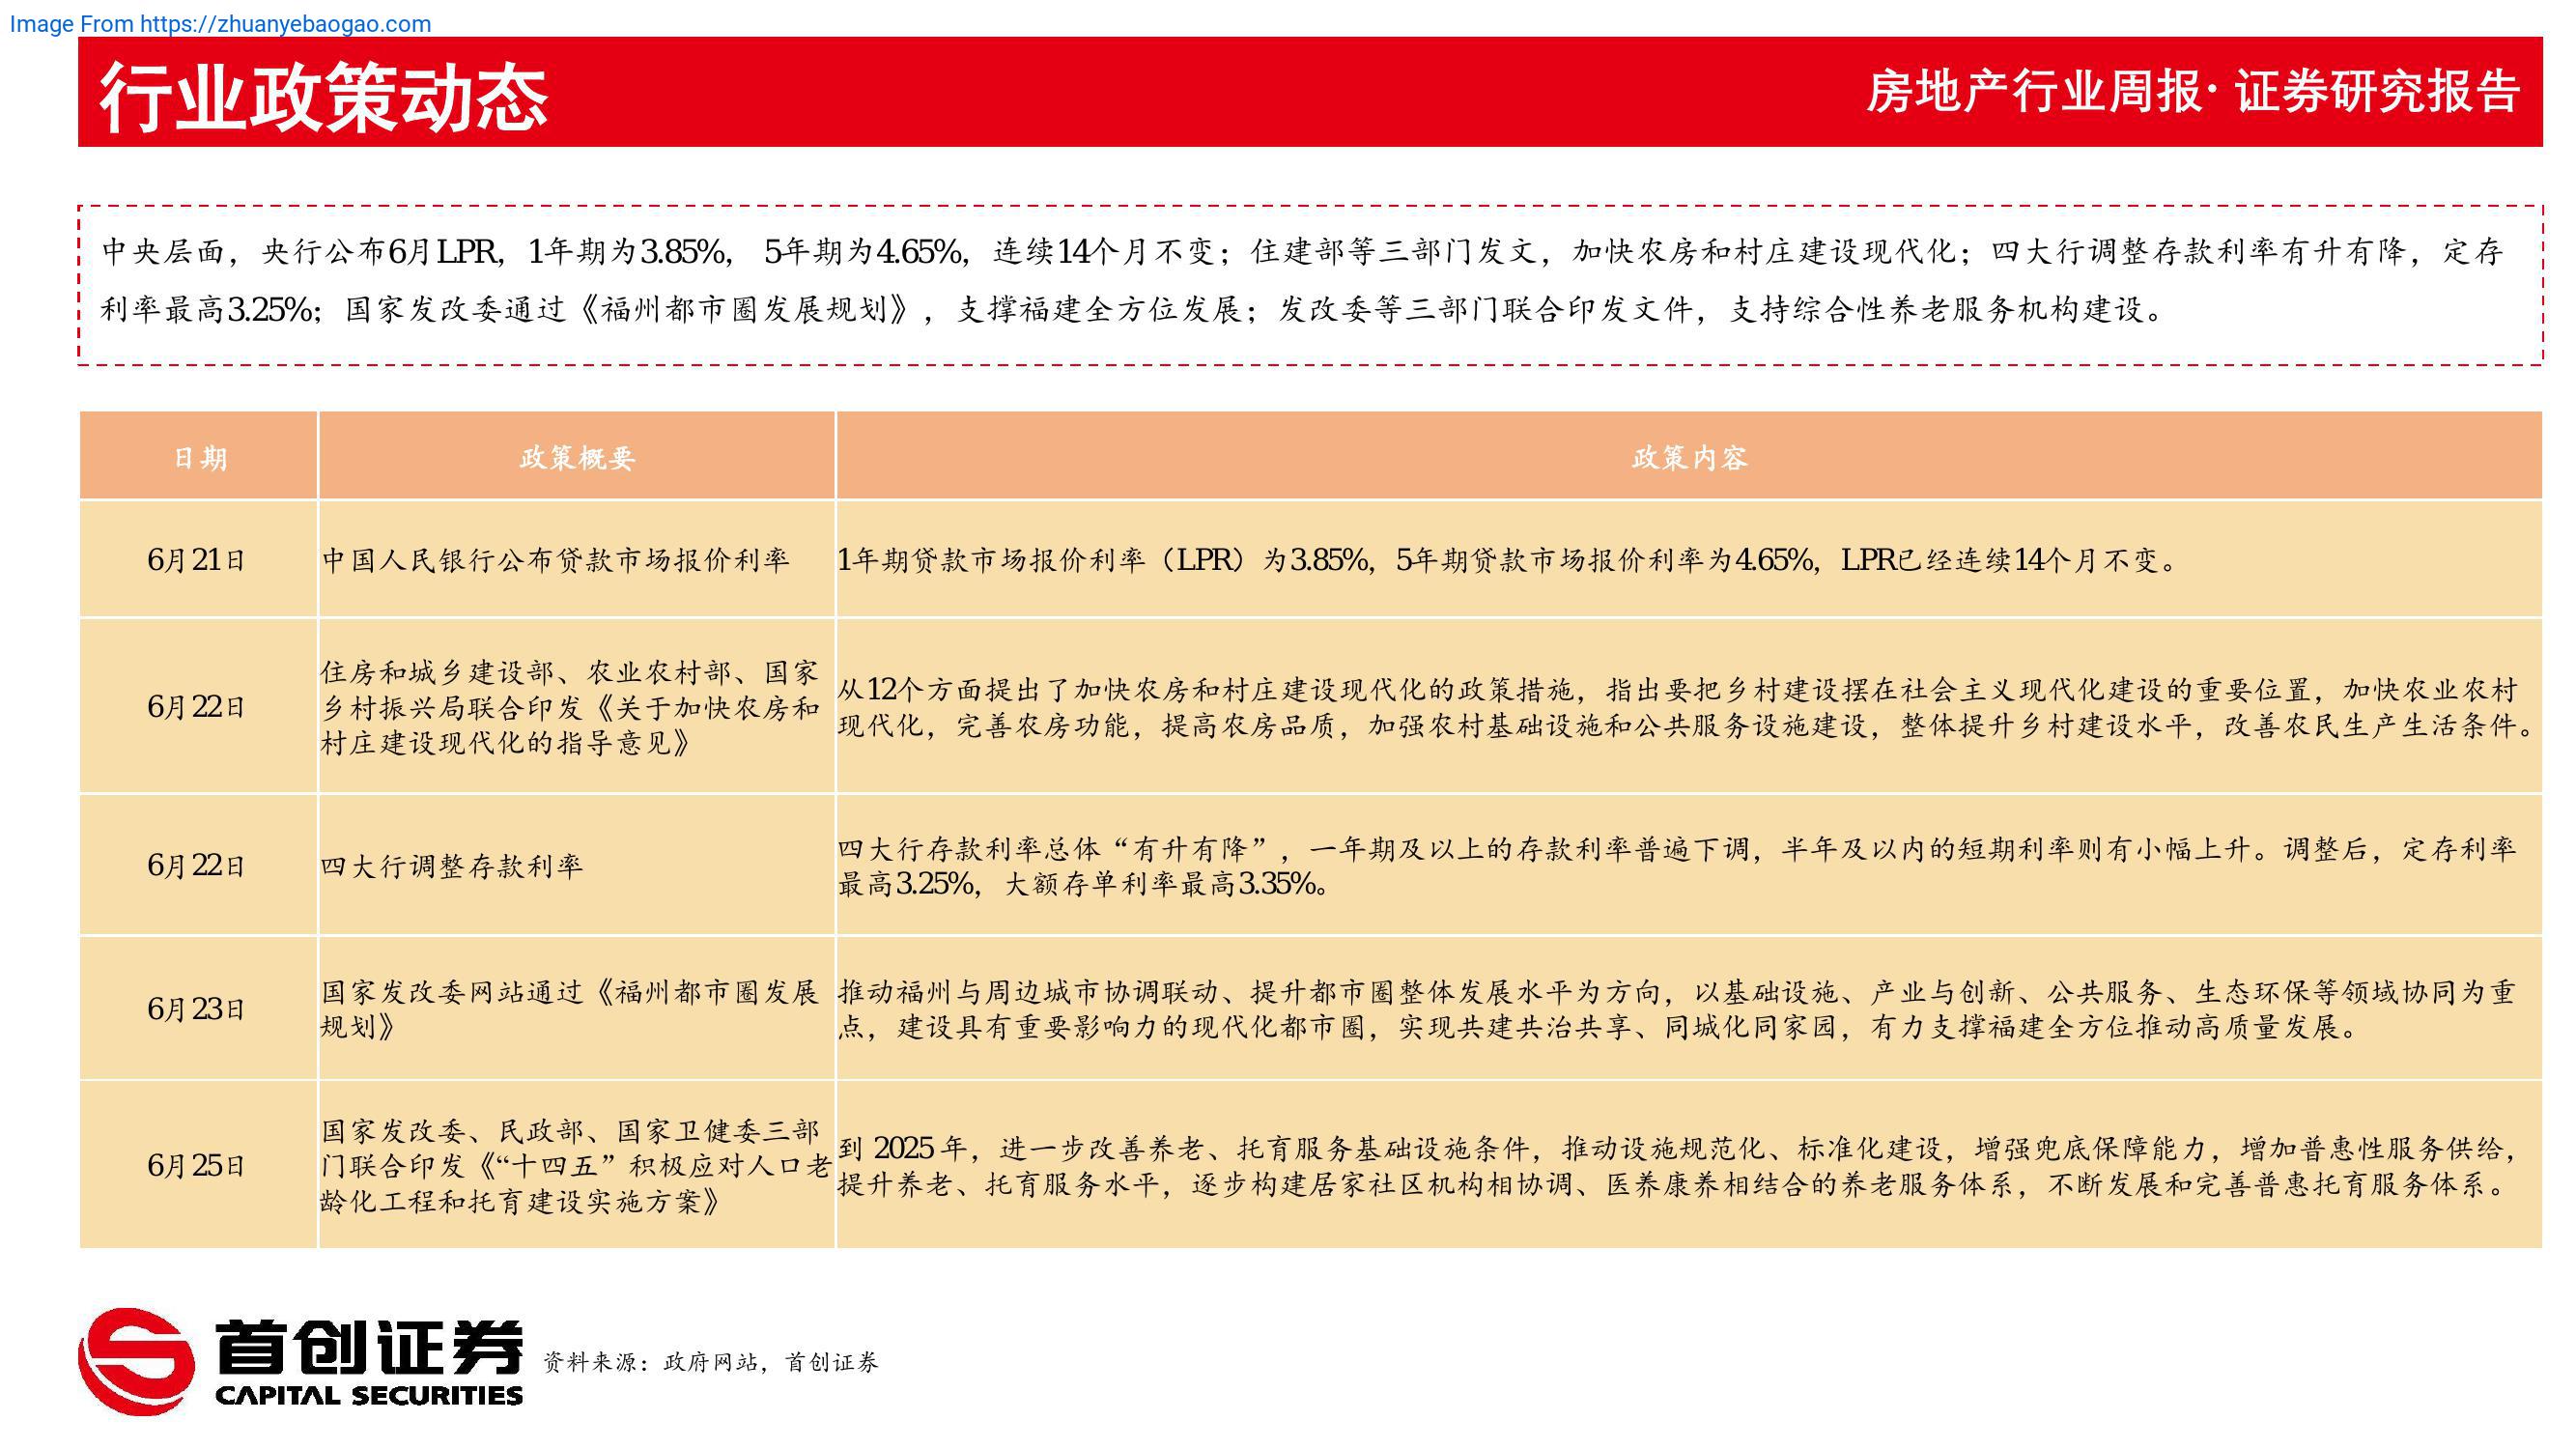 Image From https://zhuanyebaogao.com
行业政策动态
房地产行业周报· 证券研究报告
中央层面，央行公布6月LPR，1年期为3.85%， 5年期为4.65%，连续14个月不变；住建部等三部门发文，加快农房和村庄建设现代化；四大行调整存款利率有升有降，定存
利率最高3.25%；国家发改委通过《福州都市圈发展规划》，支撑福建全方位发展；发改委等三部门联合印发文件，支持综合性养老服务机构建设。
日期
政策概要
政策内容
6月21日
中国人民银行公布贷款市场报价利率
1年期贷款市场报价利率（LPR）为3.85%，5年期贷款市场报价利率为4.65%，LPR已经连续14个月不变。
6月22日
住房和城乡建设部、农业农村部、国家
乡村振兴局联合印发《关于加快农房和
村庄建设现代化的指导意见》
从12个方面提出了加快农房和村庄建设现代化的政策措施，指出要把乡村建设摆在社会主义现代化建设的重要位置，加快农业农村
现代化，完善农房功能，提高农房品质，加强农村基础设施和公共服务设施建设，整体提升乡村建设水平，改善农民生产生活条件。
6月22日
四大行调整存款利率
四大行存款利率总体“有升有降”，一年期及以上的存款利率普遍下调，半年及以内的短期利率则有小幅上升。调整后，定存利率
最高3.25%，大额存单利率最高3.35%。
6月23日
国家发改委网站通过《福州都市圈发展
规划》
推动福州与周边城市协调联动、提升都市圈整体发展水平为方向，以基础设施、产业与创新、公共服务、生态环保等领域协同为重
点，建设具有重要影响力的现代化都市圈，实现共建共治共享、同城化同家园，有力支撑福建全方位推动高质量发展。
6月25日
国家发改委、民政部、国家卫健委三部
门联合印发《“十四五”积极应对人口老
龄化工程和托育建设实施方案》
到 2025 年，进一步改善养老、托育服务基础设施条件，推动设施规范化、标准化建设，增强兜底保障能力，增加普惠性服务供给，
提升养老、托育服务水平，逐步构建居家社区机构相协调、医养康养相结合的养老服务体系，不断发展和完善普惠托育服务体系。
首创证券
CAPITAL SECURITIES
资料来源：政府网站，首创证券